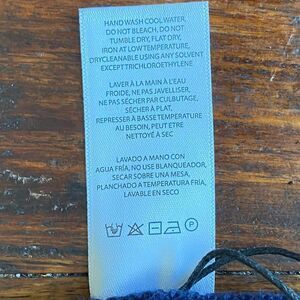 HAND WASH COOL WATER,
DO NOT BLEACH, DO NOT
TUMBLE DRY, FLAT DRY,
IRON AT LOW TEMPERATURE,
DRYCLEANABLE USING ANY SOLVENT
EXCEPT TRICHLOROETHYLENE
LAVER À LA MAIN À L'EAU
FROIDE, NE PAS JAVELLISER,
NE PAS SÉCHER PAR CULBUTAGE,
SÉCHER À PLAT,
REPRESSER À BASSE TEMPÉRATURE
AU BESOIN, PEUT ETRE
NETTOYÉ À SEC
LAVADO A MANO CON
AGUA FRÍA, NO USE BLANQUEADOR,
SECAR SOBRE UNA MESA,
PLANCHADO A TEMPERATURA FRÍA,
LAVABLE EN SECO
P